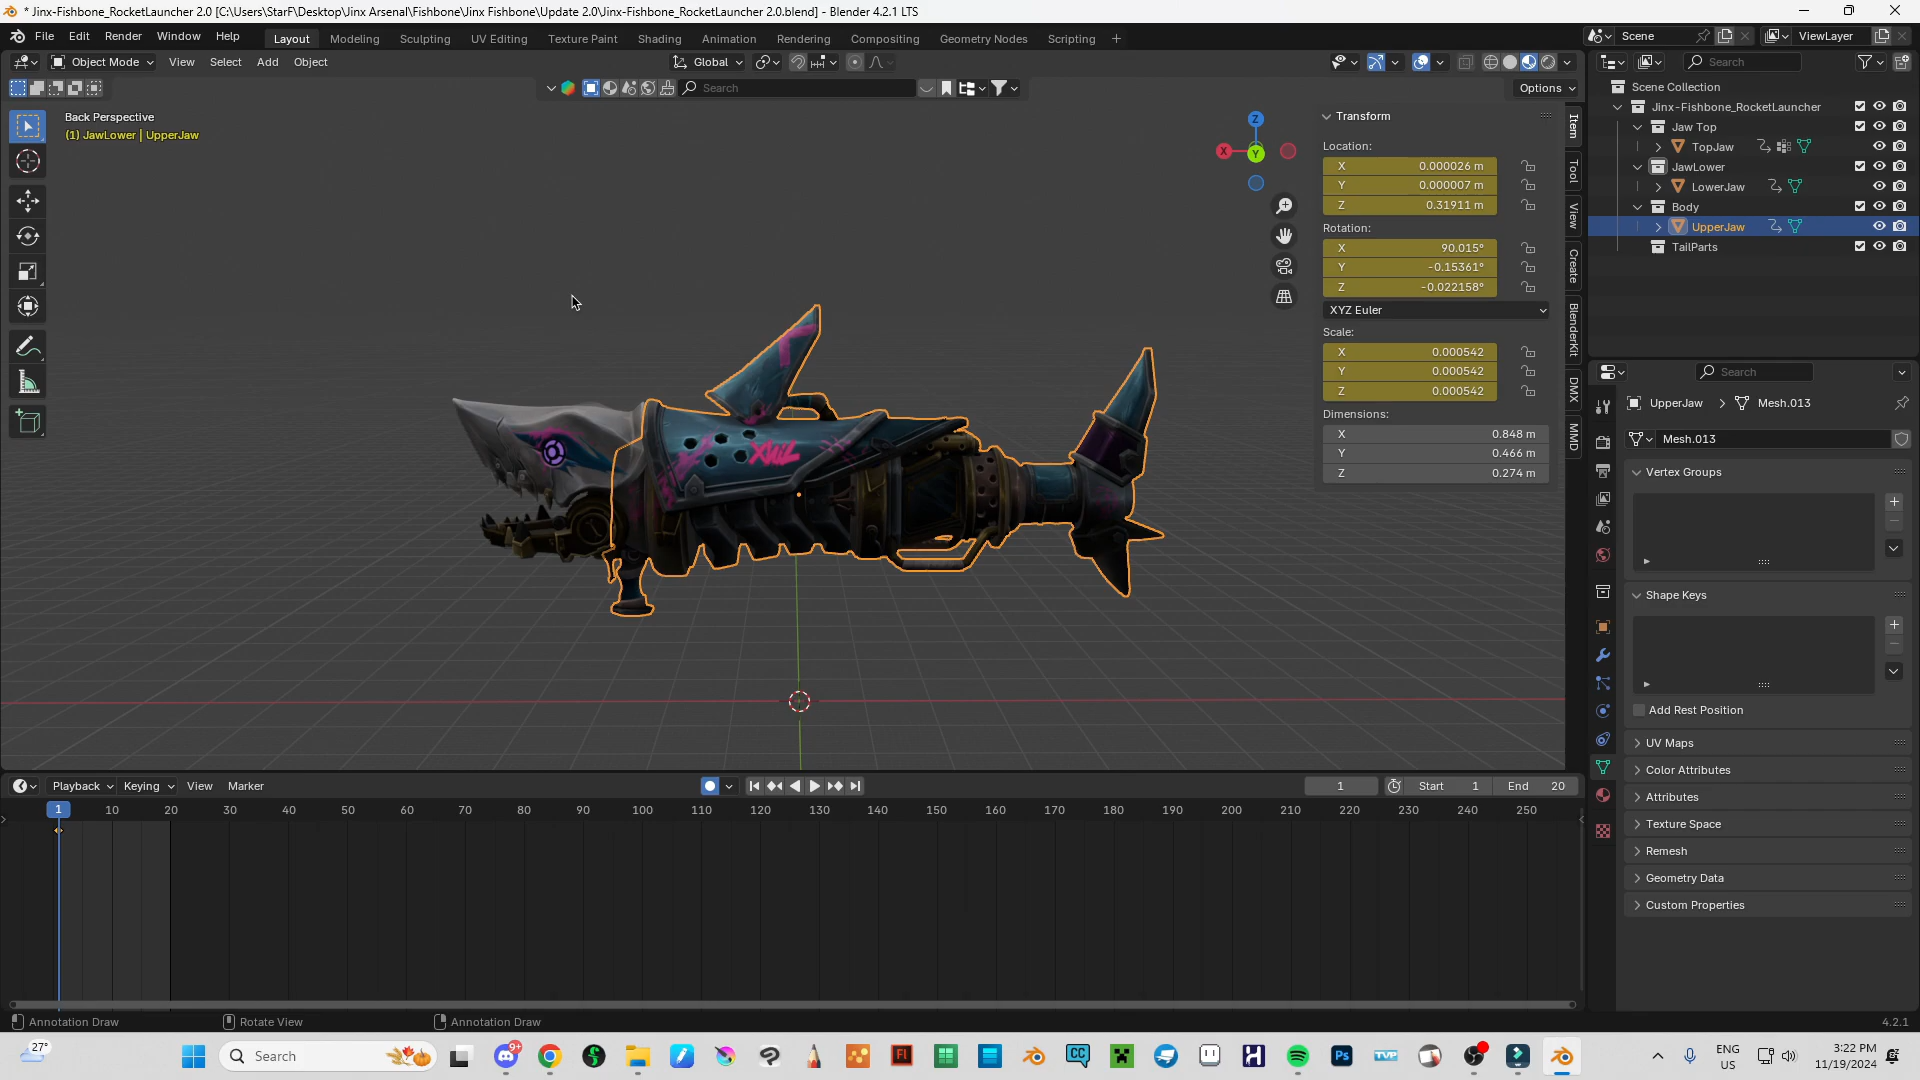 * Jinx-Fishbone_RocketLauncher 2.0 [C:\Users\StarF\Desktop\Jinx Arsenal\Fishbone\Jinx Fishbone\Update 2.0\Jinx-Fishbone_RocketLauncher 2.0.blend] - Blender 4.2.1 LTS
File Edit Render Window Help Layout Modeling Sculpting UV Editing Texture Paint Shading Animation Rendering Compositing Geometry Nodes Scripting + Scene ViewLayer
Object Mode View Select Add Object Global Search
Search Options
Back Perspective
(1) JawLower | UpperJaw
Z
X
Y
Transform
Location:
X 0.000026 m
Y 0.000007 m
Z 0.31911 m
Rotation:
X 90.015°
Y -0.15361°
Z -0.022158°
XYZ Euler
Scale:
X 0.000542
Y 0.000542
Z 0.000542
Dimensions:
X 0.848 m
Y 0.466 m
Z 0.274 m
Item
Tool
View
Create
BlenderKit
DMX
MMD
Scene Collection
Jinx-Fishbone_RocketLauncher
Jaw Top
TopJaw
JawLower
LowerJaw
Body
UpperJaw
TailParts
Search
UpperJaw Mesh.013
Mesh.013
Vertex Groups
Shape Keys
Add Rest Position
UV Maps
Color Attributes
Attributes
Texture Space
Remesh
Geometry Data
Custom Properties
Playback Keying View Marker 1 Start 1 End 20
1 10 20 30 40 50 60 70 80 90 100 110 120 130 140 150 160 170 180 190 200 210 220 230 240 250
Annotation Draw Rotate View Annotation Draw 4.2.1
27° Search 9+ Fl CC H Ps TVP ENG US 3:22 PM 11/19/2024